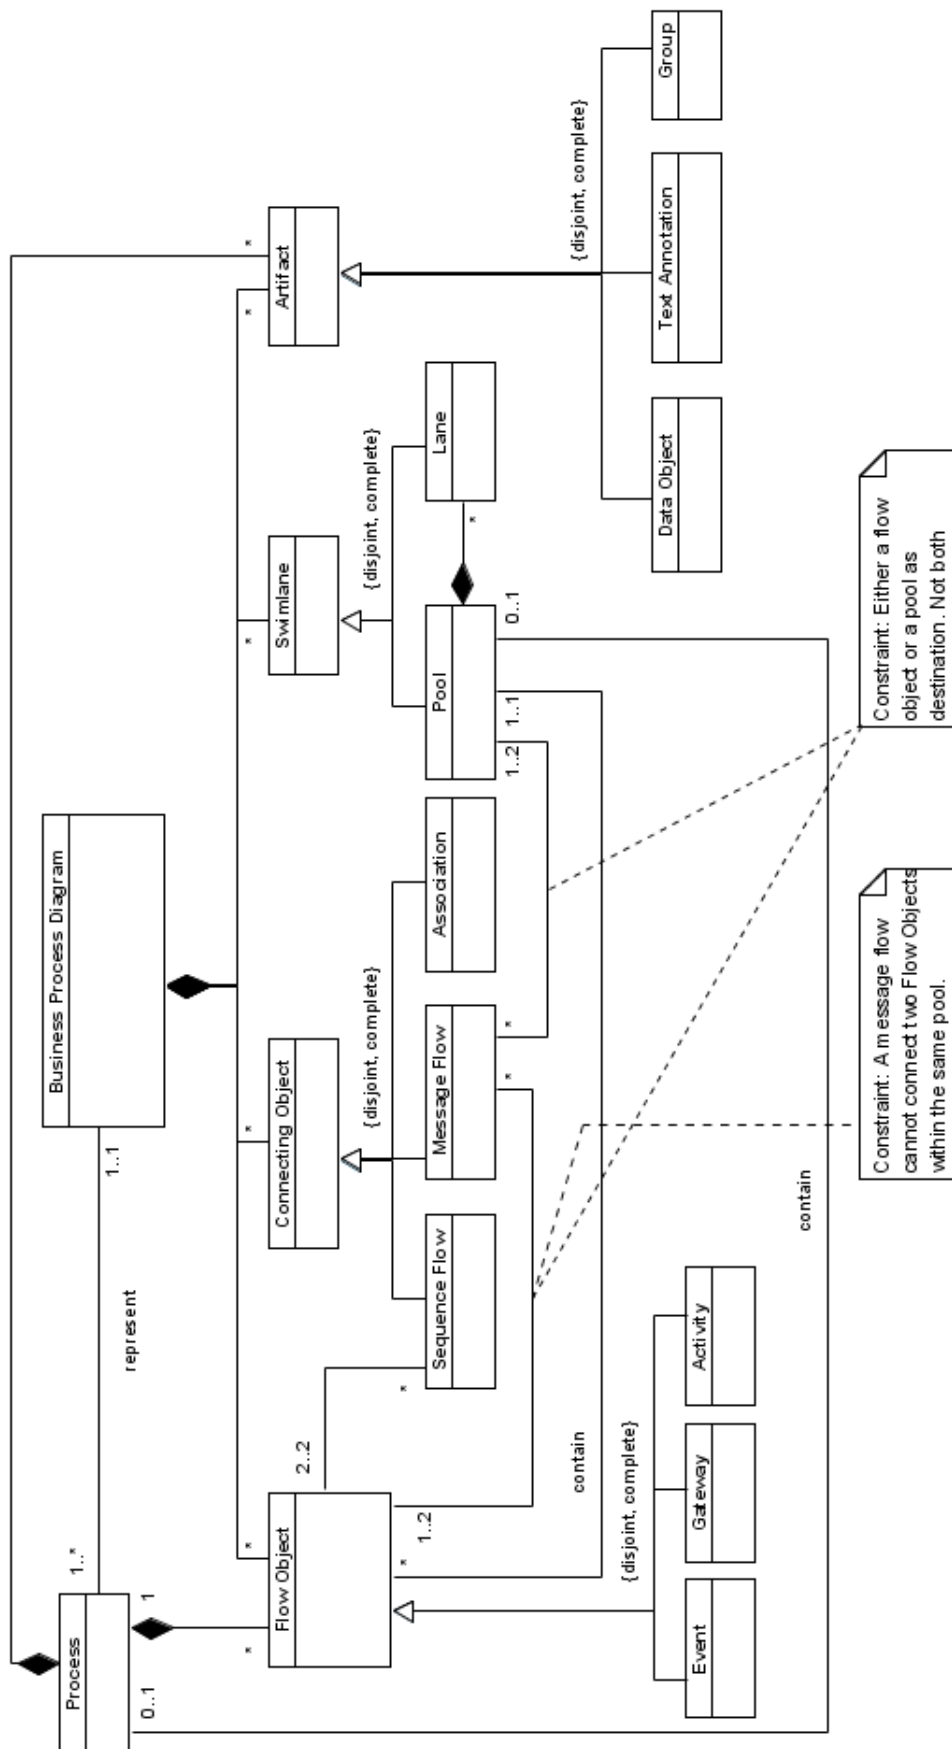 Process
1..*
1..1
represent
Business Process Diagram
1
*
0..1
*
*
*
*
*
Flow Object
Connecting Object
Swimlane
Artifact
2..2
*
{disjoint, complete}
{disjoint, complete}
Sequence Flow
Message Flow
Association
Pool
Lane
*
1..2
*
*
*
1..2
1..1
0..1
*
contain
{disjoint, complete}
{disjoint, complete}
Event
Gateway
Activity
Data Object
Text Annotation
Group
contain
Constraint: A message flow
cannot connect two Flow Objects
within the same pool.
Constraint: Either a flow
object or a pool as
destination. Not both